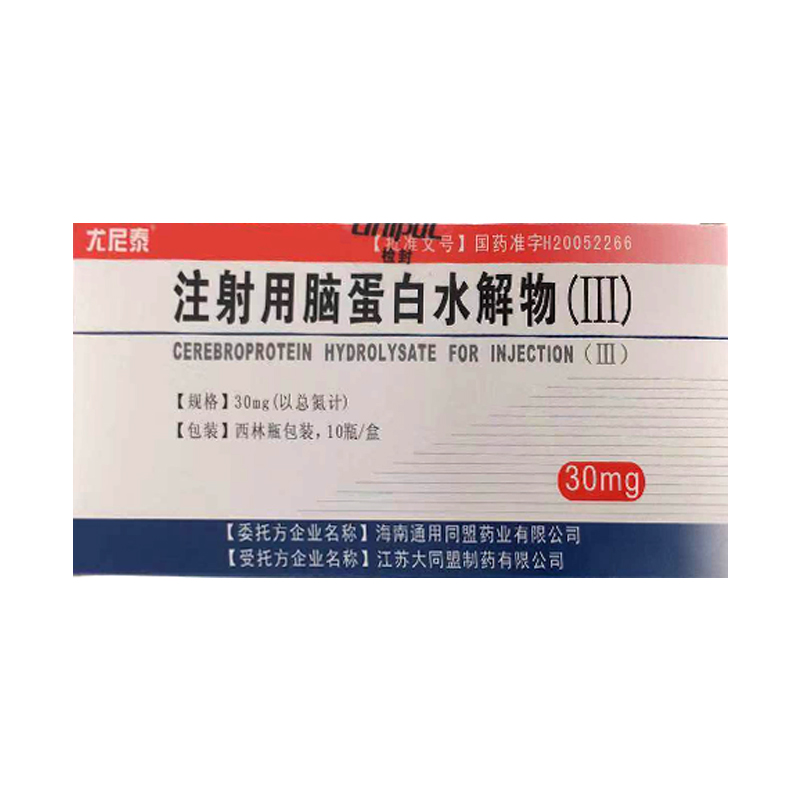 尤尼泰®
unipul
检封
【批准文号】国药准字H20052266
注射用脑蛋白水解物(III)
CEREBROPROTEIN HYDROLYSATE FOR INJECTION(III)
【规格】30mg(以总氮计)
【包装】西林瓶包装,10瓶/盒
30mg
【委托方企业名称】海南通用同盟药业有限公司
【受托方企业名称】江苏大同盟制药有限公司